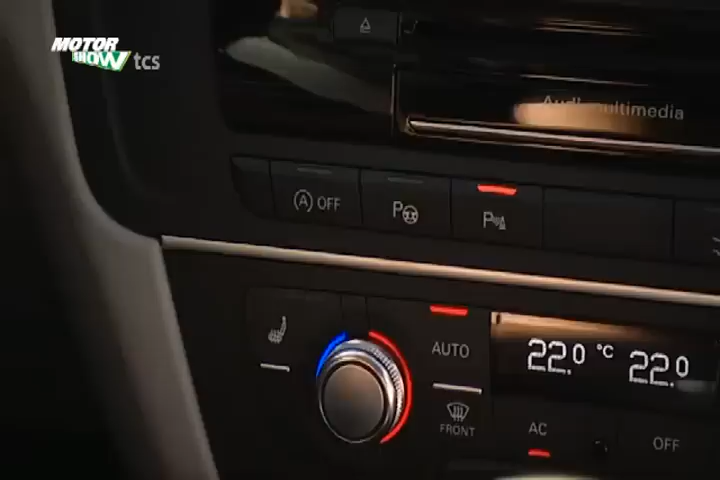 MOTOR
SHOW tcs
Audi multimedia
A OFF
P
P
22.0 °C 22.0
AUTO
FRONT
AC
OFF